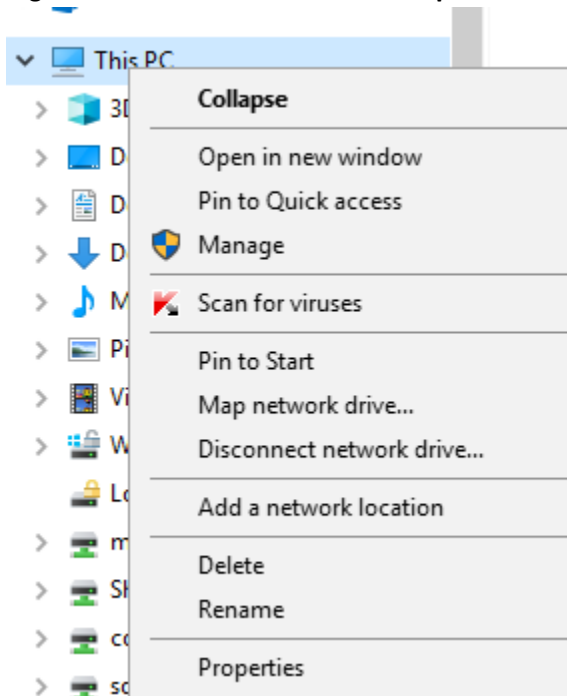 This PC
Collapse
Open in new window
Pin to Quick access
Manage
Scan for viruses
Pin to Start
Map network drive...
Disconnect network drive...
Add a network location
Delete
Rename
Properties